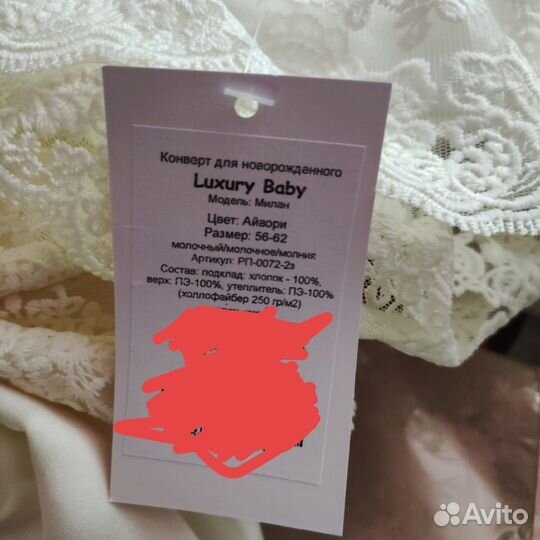 Конверт для новорожденного
Luxury Baby
Модель: Милан
Цвет: Айвори
Размер: 56-62
молочный/молочное/молния
Артикул: РП-0072-2з
Состав: подклад: хлопок - 100%,
верх: ПЭ-100%, утеплитель: ПЭ-100%
(холлофайбер 250 гр/м2)
Avito